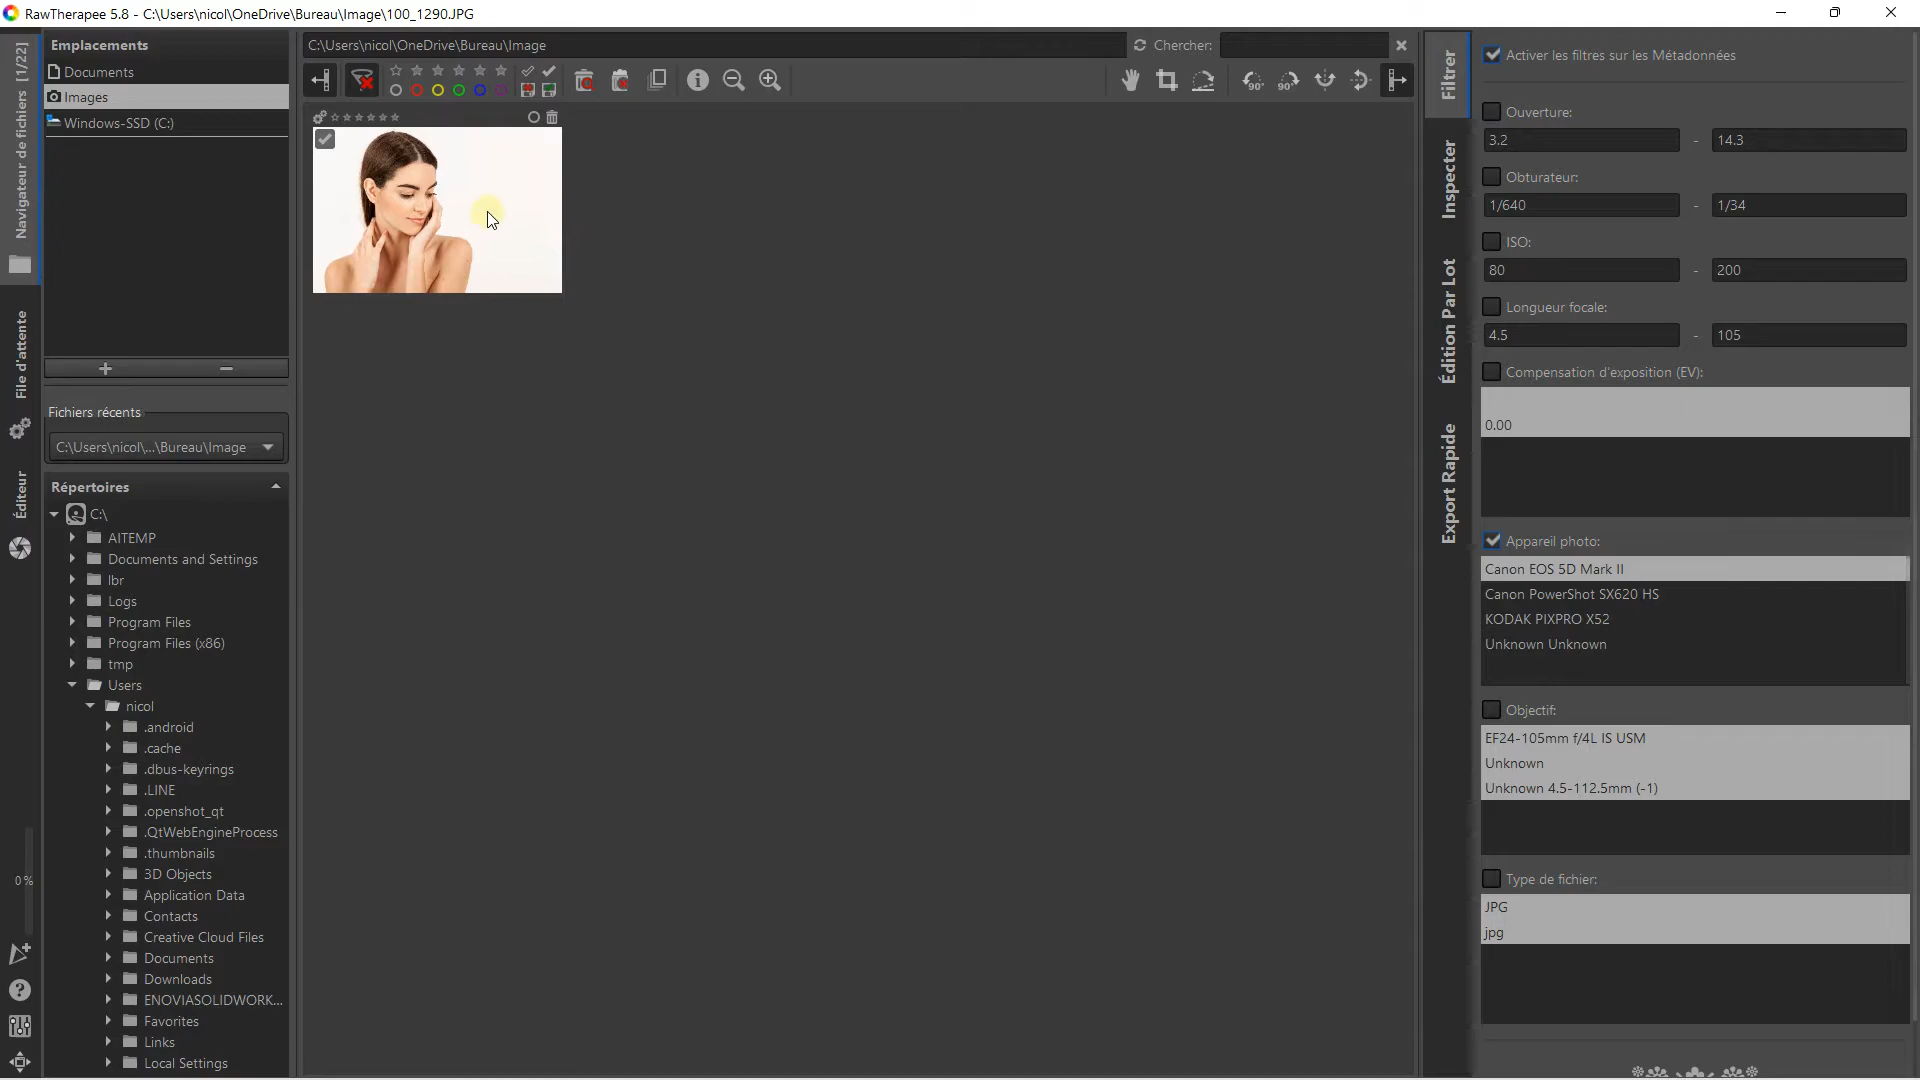 RawTherapee 5.8 - C:\Users\nicol\OneDrive\Bureau\Image\100_1290.JPG
Navigateur de fichiers [1/22]
File d'attente
Éditeur
0 %
Emplacements
Documents
Images
Windows-SSD (C:)
Fichiers récents
C:\Users\nicol\...\Bureau\Image
Répertoires
C:\
AITEMP
Documents and Settings
lbr
Logs
Program Files
Program Files (x86)
tmp
Users
nicol
.android
.cache
.dbus-keyrings
.LINE
.openshot_qt
.QtWebEngineProcess
.thumbnails
3D Objects
Application Data
Contacts
Creative Cloud Files
Documents
Downloads
ENOVIASOLIDWORK...
Favorites
Links
Local Settings
C:\Users\nicol\OneDrive\Bureau\Image
Chercher:
-90°
90°
Filtrer
Inspecter
Édition Par Lot
Export Rapide
Activer les filtres sur les Métadonnées
Ouverture:
3.2 - 14.3
Obturateur:
1/640 - 1/34
ISO:
80 - 200
Longueur focale:
4.5 - 105
Compensation d'exposition (EV):
0.00
Appareil photo:
Canon EOS 5D Mark II
Canon PowerShot SX620 HS
KODAK PIXPRO X52
Unknown Unknown
Objectif:
EF24-105mm f/4L IS USM
Unknown
Unknown 4.5-112.5mm (-1)
Type de fichier:
JPG
jpg